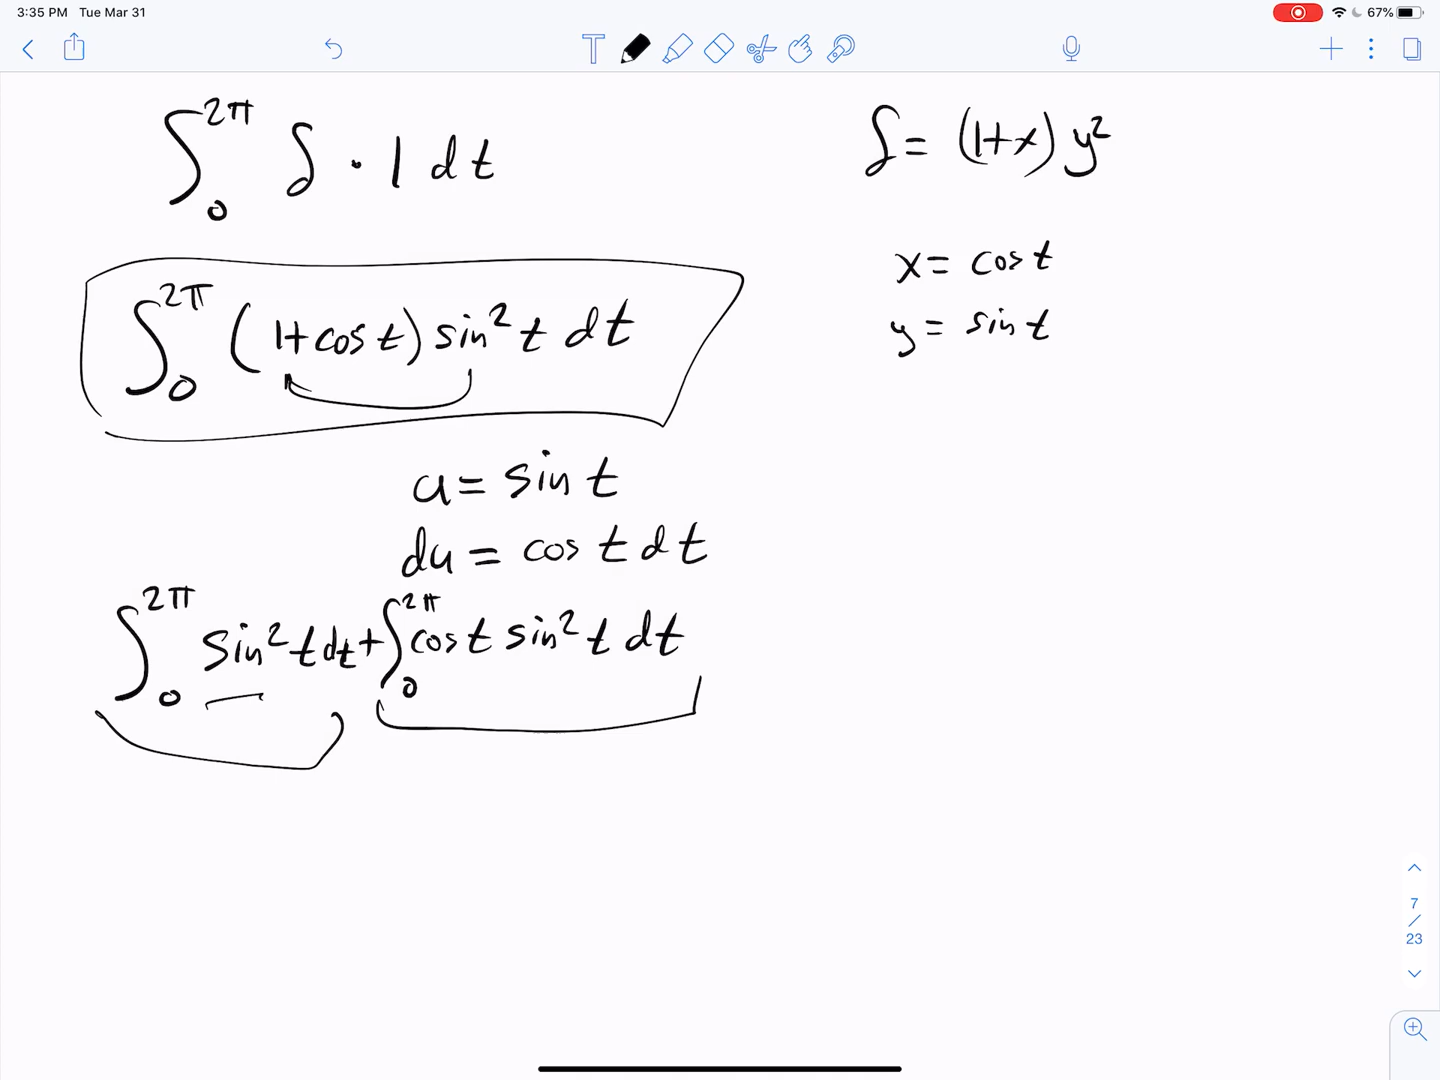 3:35 PM Tue Mar 31
67%
T
∫₀^2π δ · 1 dt
δ = (1+x) y²
x = cos t
∫₀^2π (1+cos t) sin² t dt
y = sin t
u = sin t
du = cos t dt
∫₀^2π sin² t dt + ∫₀^2π cos t sin² t dt
7
/
23